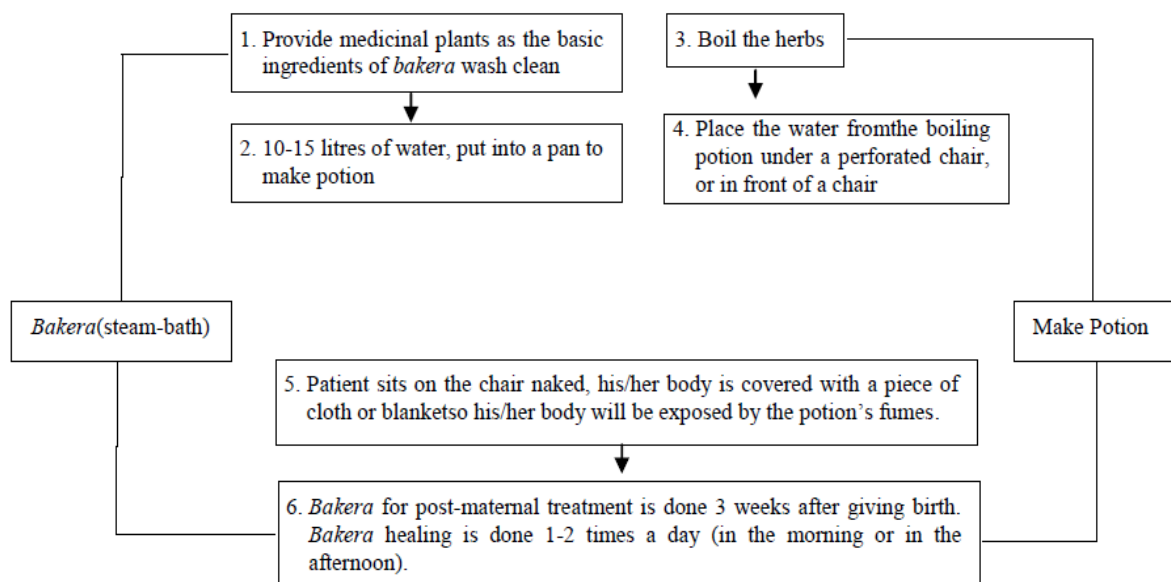 1. Provide medicinal plants as the basic
ingredients of bakera wash clean
2. 10-15 litres of water, put into a pan to
make potion
3. Boil the herbs
4. Place the water fromthe boiling
potion under a perforated chair,
or in front of a chair
Bakera(steam-bath)
Make Potion
5. Patient sits on the chair naked, his/her body is covered with a piece of
cloth or blanketso his/her body will be exposed by the potion's fumes.
6. Bakera for post-maternal treatment is done 3 weeks after giving birth.
Bakera healing is done 1-2 times a day (in the morning or in the
afternoon).